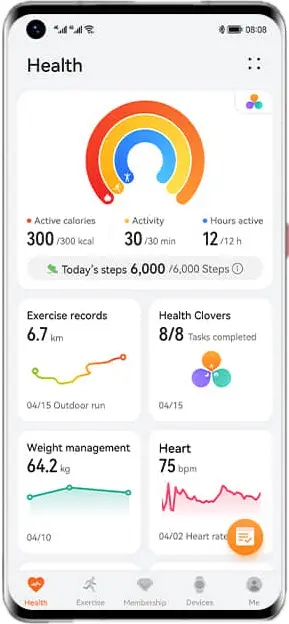 08:08
Health
Active calories
Activity
Hours active
300 /300 kcal
30 /30 min
12 /12 h
Today's steps 6,000 /6,000 Steps
Exercise records
6.7 km
04/15 Outdoor run
Health Clovers
8/8 Tasks completed
04/15
Weight management
64.2 kg
04/10
Heart
75 bpm
04/02 Heart rate
Health
Exercise
Membership
Devices
Me